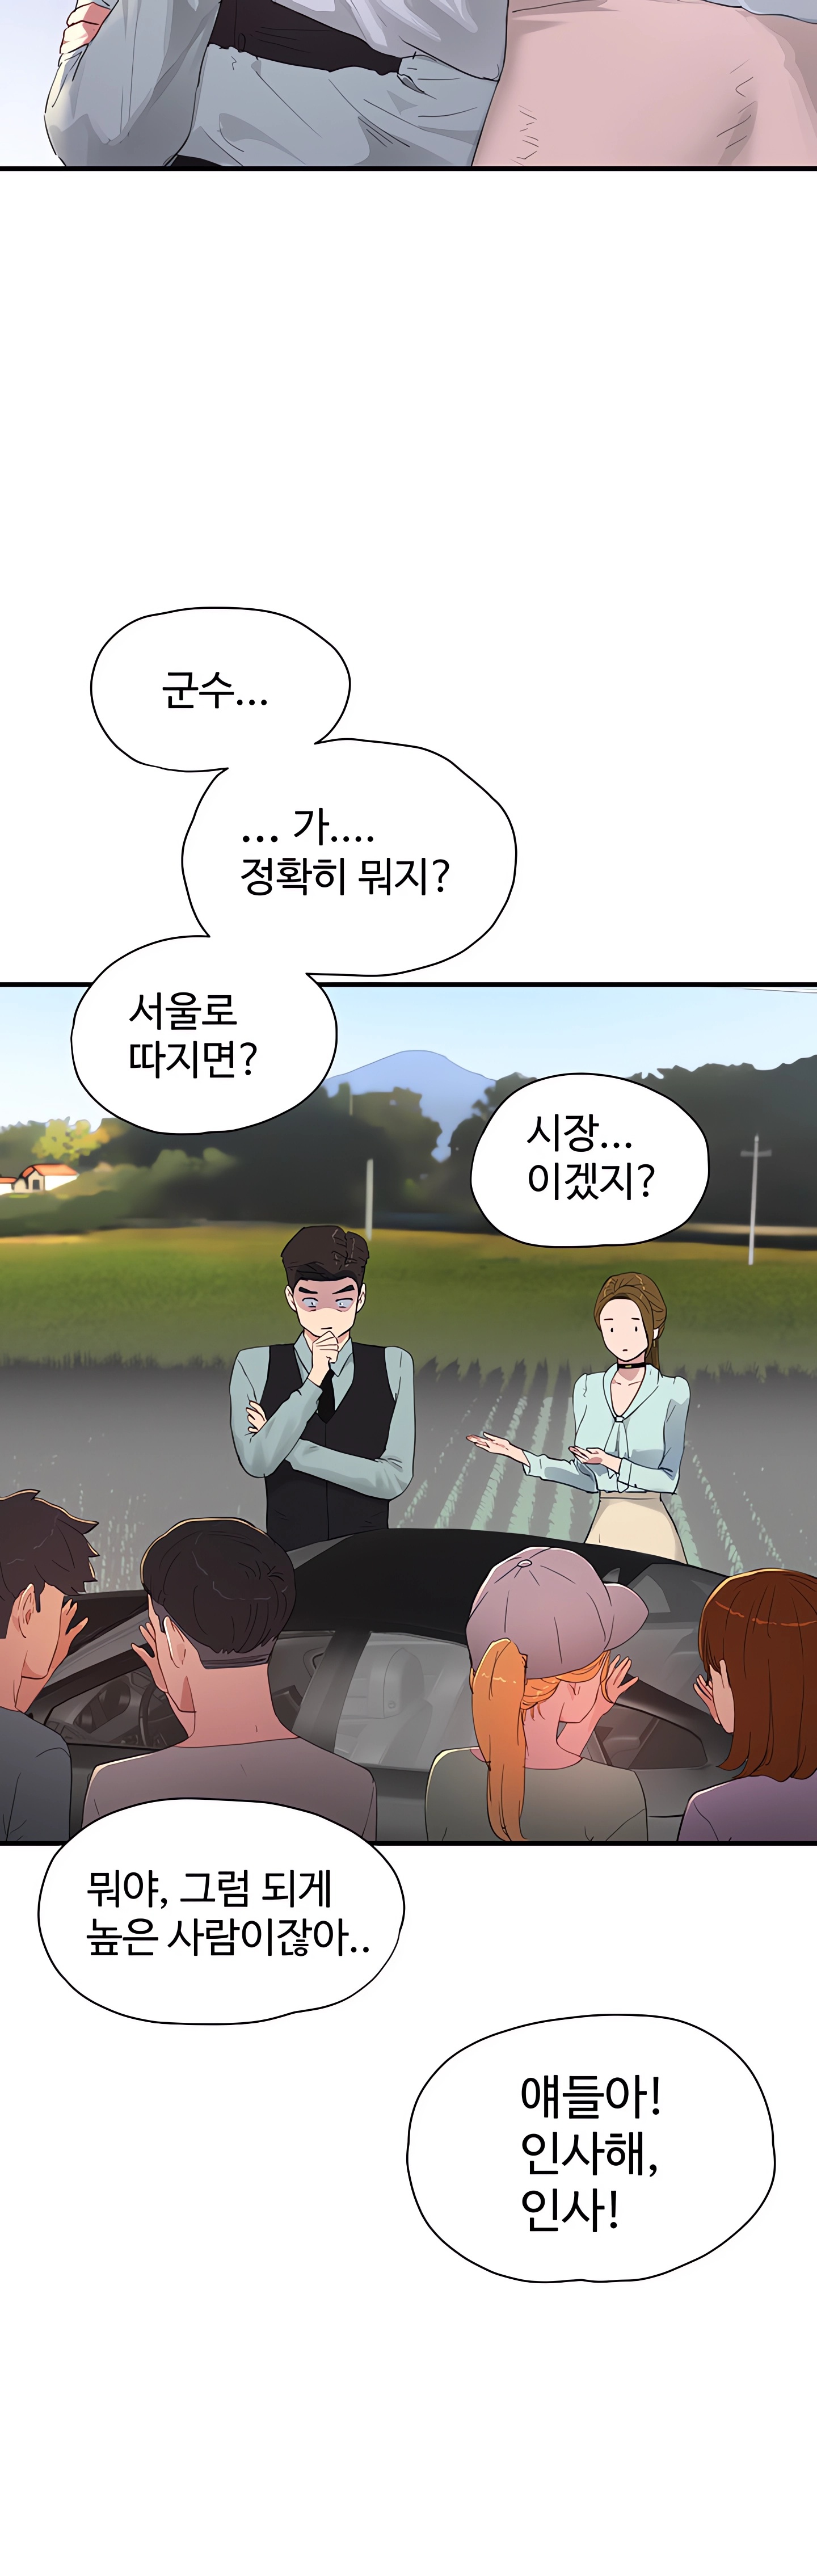 군수...
... 가....
정확히 뭐지?
서울로
따지면?
시장...
이겠지?
뭐야, 그럼 되게
높은 사람이잖아..
얘들아!
인사해,
인사!